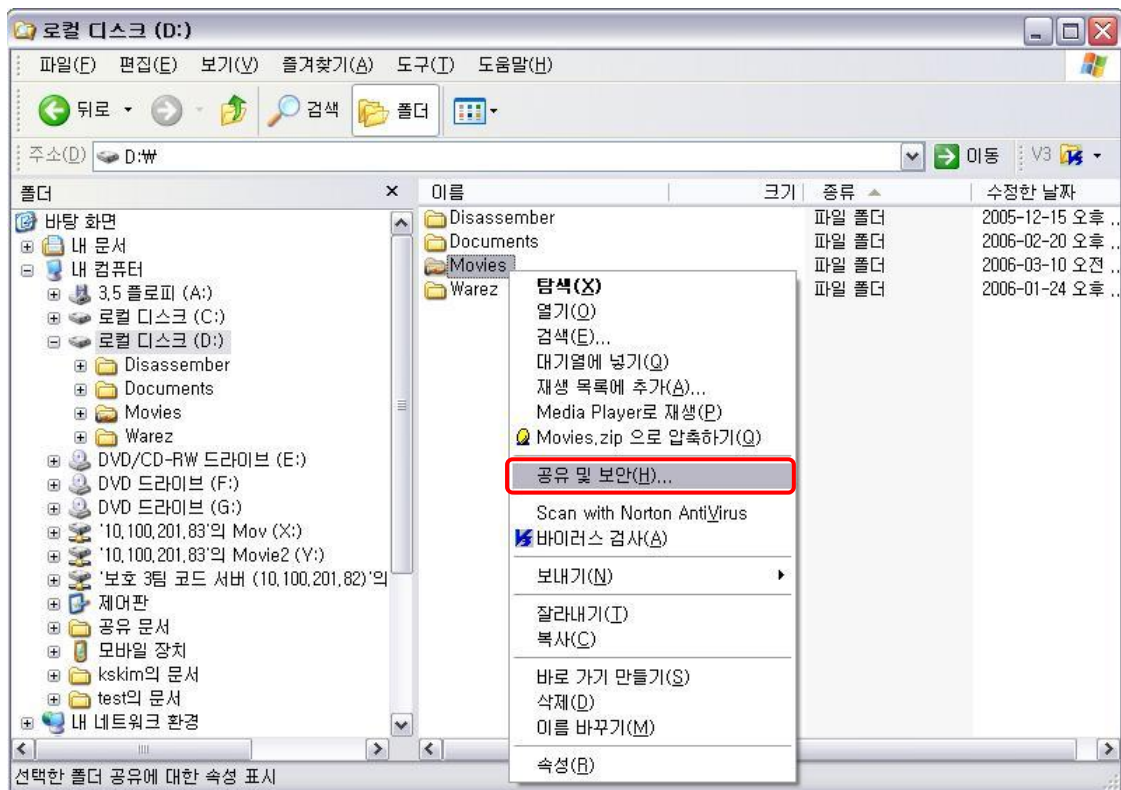 로컬 디스크 (D:)
파일(F) 편집(E) 보기(V) 즐겨찾기(A) 도구(T) 도움말(H)
뒤로 검색 폴더
주소(D) D:₩ 이동 V3
폴더 x
바탕 화면
내 문서
내 컴퓨터
3,5 플로피 (A:)
로컬 디스크 (C:)
로컬 디스크 (D:)
Disassember
Documents
Movies
Warez
DVD/CD-RW 드라이브 (E:)
DVD 드라이브 (F:)
DVD 드라이브 (G:)
'10,100,201,83'의 Mov (X:)
'10,100,201,83'의 Movie2 (Y:)
'보호 3팀 코드 서버 (10,100,201,82)'의
제어판
공유 문서
모바일 장치
kskim의 문서
test의 문서
내 네트워크 환경
이름 크기 종류 수정한 날짜
Disassember 파일 폴더 2005-12-15 오후 ..
Documents 파일 폴더 2006-02-20 오후 ..
Movies 파일 폴더 2006-03-10 오전 ..
Warez 파일 폴더 2006-01-24 오후 ..
탐색(X)
열기(O)
검색(E)...
대기열에 넣기(Q)
재생 목록에 추가(A)...
Media Player로 재생(P)
Movies,zip 으로 압축하기(Q)
공유 및 보안(H)...
Scan with Norton AntiVirus
바이러스 검사(A)
보내기(N)
잘라내기(T)
복사(C)
바로 가기 만들기(S)
삭제(D)
이름 바꾸기(M)
속성(R)
선택한 폴더 공유에 대한 속성 표시